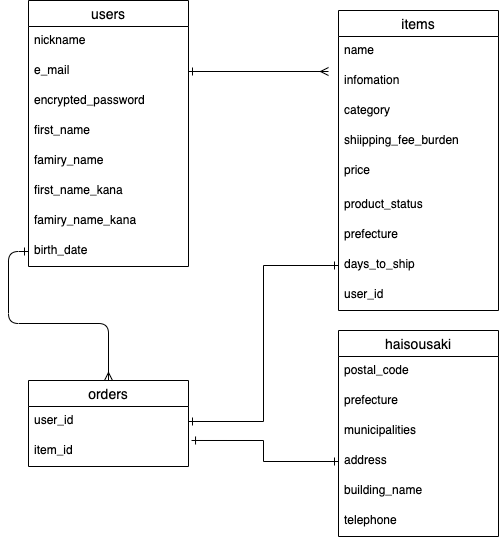 users
nickname
e_mail
encrypted_password
first_name
famiry_name
first_name_kana
famiry_name_kana
birth_date
items
name
infomation
category
shiipping_fee_burden
price
product_status
prefecture
days_to_ship
user_id
orders
user_id
item_id
haisousaki
postal_code
prefecture
municipalities
address
building_name
telephone